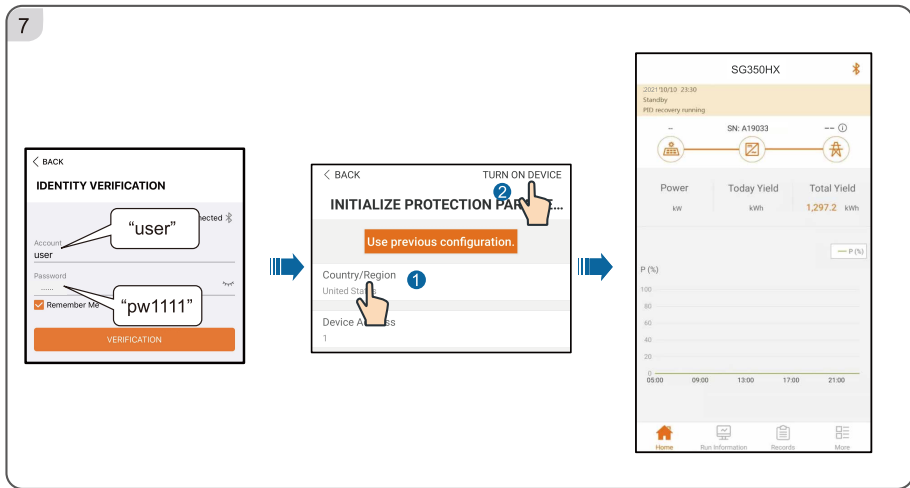 7
< BACK
IDENTITY VERIFICATION
nected
"user"
Account
user
Password
......
"pw1111"
Remember Me
VERIFICATION
< BACK
TURN ON DEVICE
2
INITIALIZE PROTECTION PAR E...
Use previous configuration.
Country/Region
1
United States
Device A ss
1
SG350HX
2021/10/10 23:30
Standby
PID recovery running
–
SN: A19033
-- ⓘ
Power
Today Yield
Total Yield
kW
kWh
1,297.2 kWh
P (%)
P (%)
100
80
60
40
20
0
05:00 09:00 13:00 17:00 21:00
Home Run Information Records More